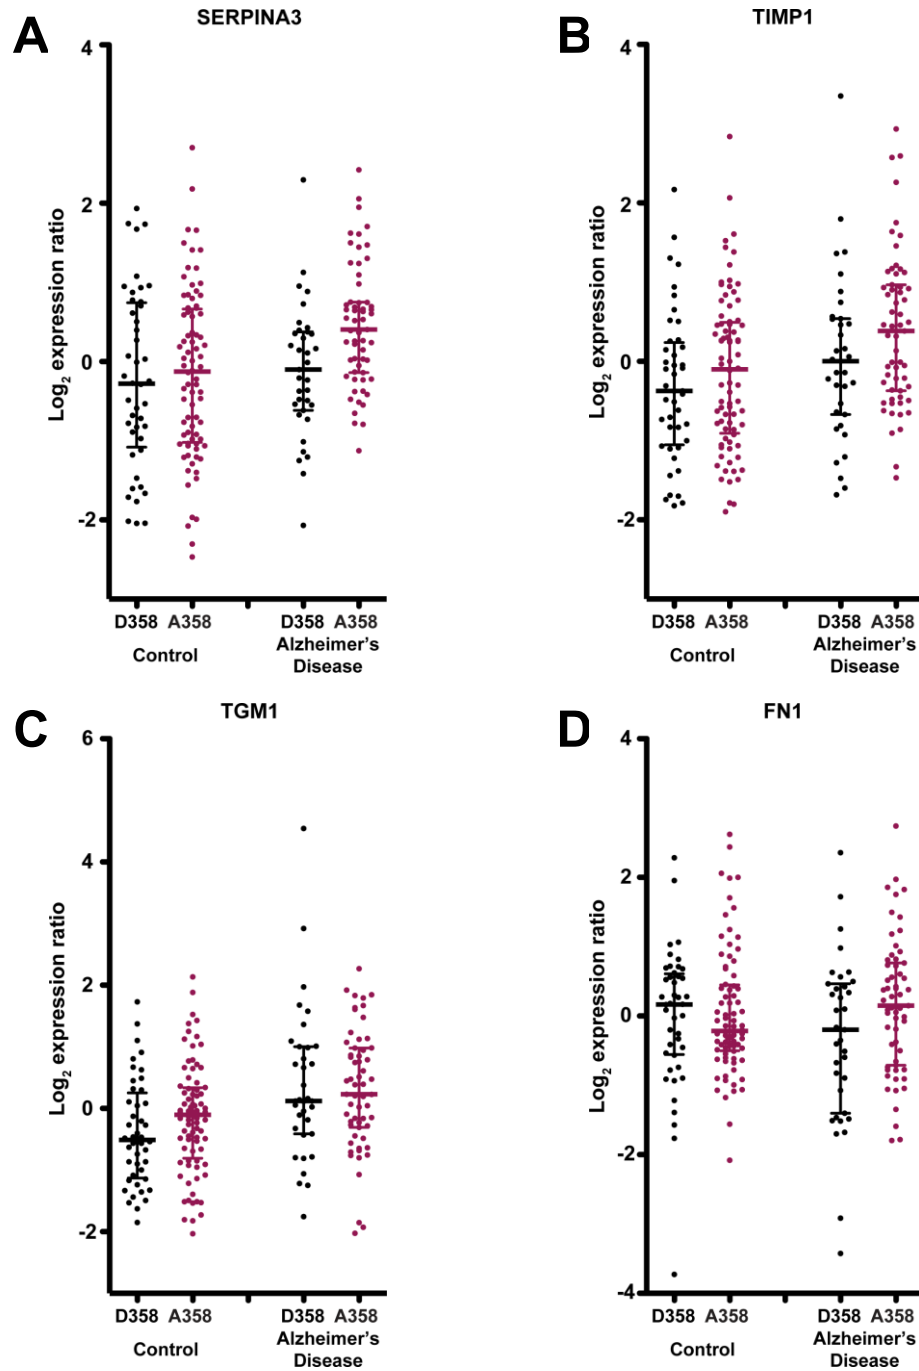 A
SERPINA3
Log2 expression ratio
4
2
0
-2
D358 A358 D358 A358
Control
Alzheimer's
Disease
B
TIMP1
Log2 expression ratio
4
2
0
-2
D358 A358 D358 A358
Control
Alzheimer's
Disease
C
TGM1
Log2 expression ratio
6
4
2
0
-2
D358 A358 D358 A358
Control
Alzheimer's
Disease
D
FN1
Log2 expression ratio
4
2
0
-2
-4
D358 A358 D358 A358
Control
Alzheimer's
Disease